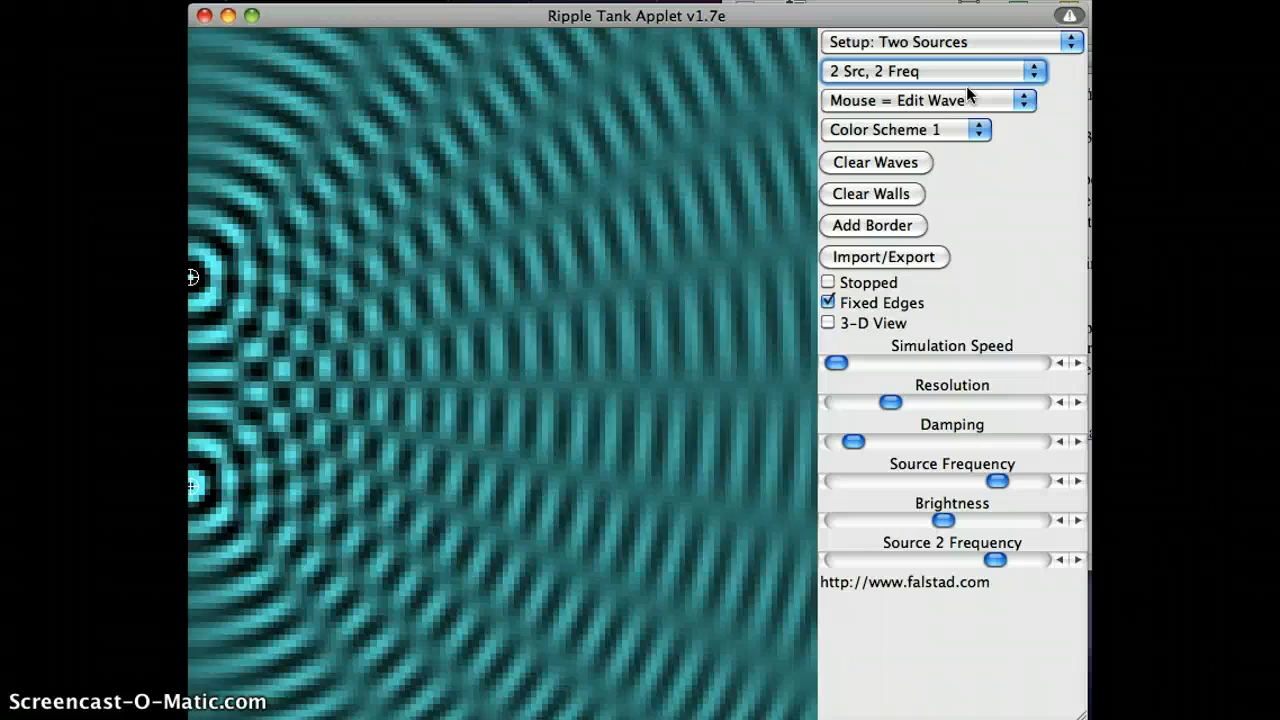 Ripple Tank Applet v1.7e
Setup: Two Sources
2 Src, 2 Freq
Mouse = Edit Wave
Color Scheme 1
Clear Waves
Clear Walls
Add Border
Import/Export
Stopped
Fixed Edges
3-D View
Simulation Speed
Resolution
Damping
Source Frequency
Brightness
Source 2 Frequency
http://www.falstad.com
Screencast-O-Matic.com